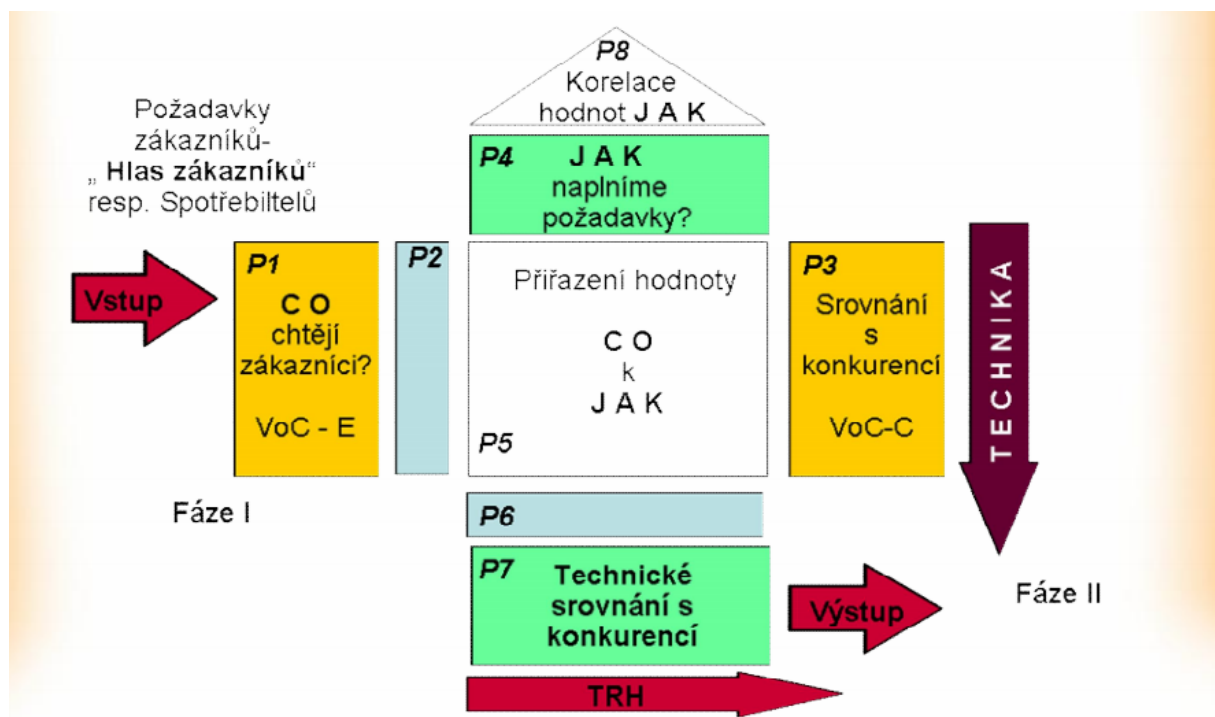 P8
Korelace
hodnot J A K
Požadavky
zákazníků-
„ Hlas zákazníků“
resp. Spotřebiltelů
P4 J A K
naplníme
požadavky?
Vstup
P1
C O
chtějí
zákazníci?
VoC - E
P2
Přiřazení hodnoty
C O
k
J A K
P5
P3
Srovnání
s
konkurencí
VoC-C
TECHNIKA
Fáze I
P6
P7 Technické
srovnání s
konkurencí
Výstup
Fáze II
TRH